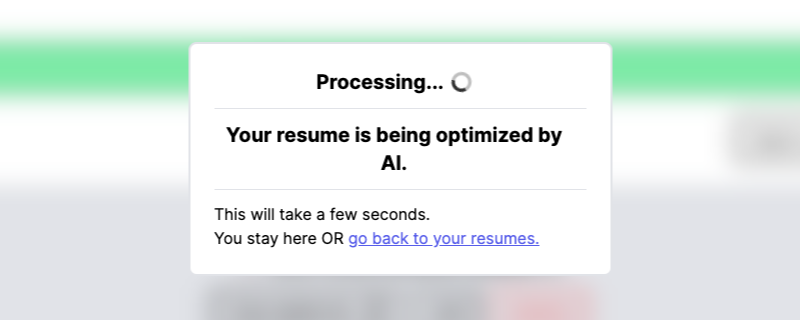 Processing...
Your resume is being optimized by
AI.
This will take a few seconds.
You stay here OR go back to your resumes.